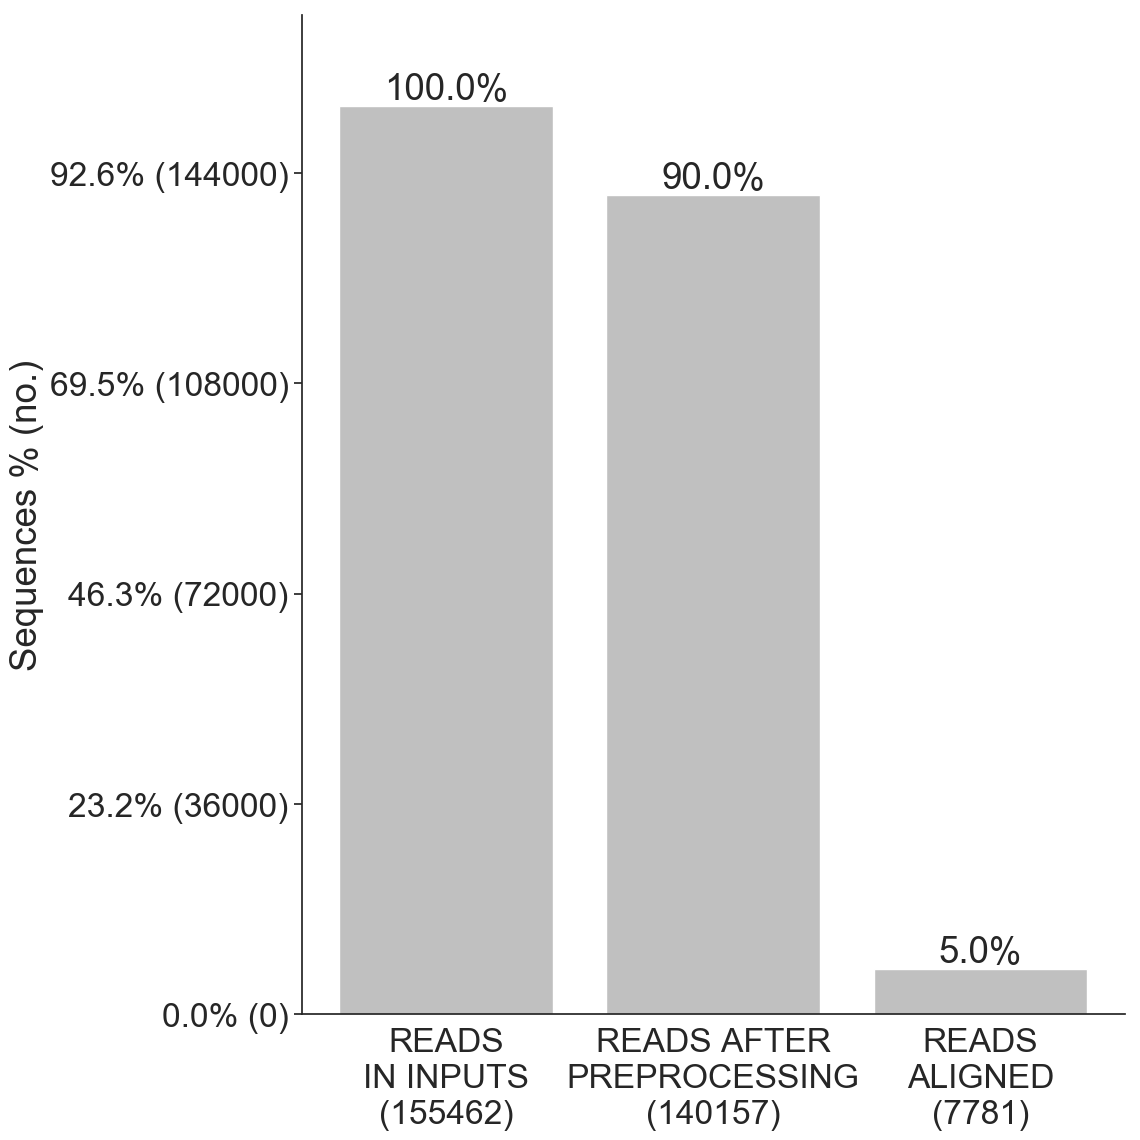 Sequences % (no.)
92.6% (144000)
69.5% (108000)
46.3% (72000)
23.2% (36000)
0.0% (0)
100.0%
90.0%
5.0%
READS
IN INPUTS
(155462)
READS AFTER
PREPROCESSING
(140157)
READS
ALIGNED
(7781)